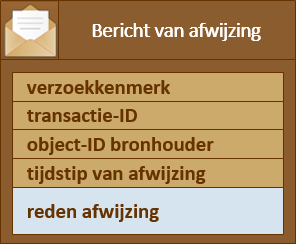 Bericht van afwijzing
verzoekkenmerk
transactie-ID
object-ID bronhouder
tijdstip van afwijzing
reden afwijzing